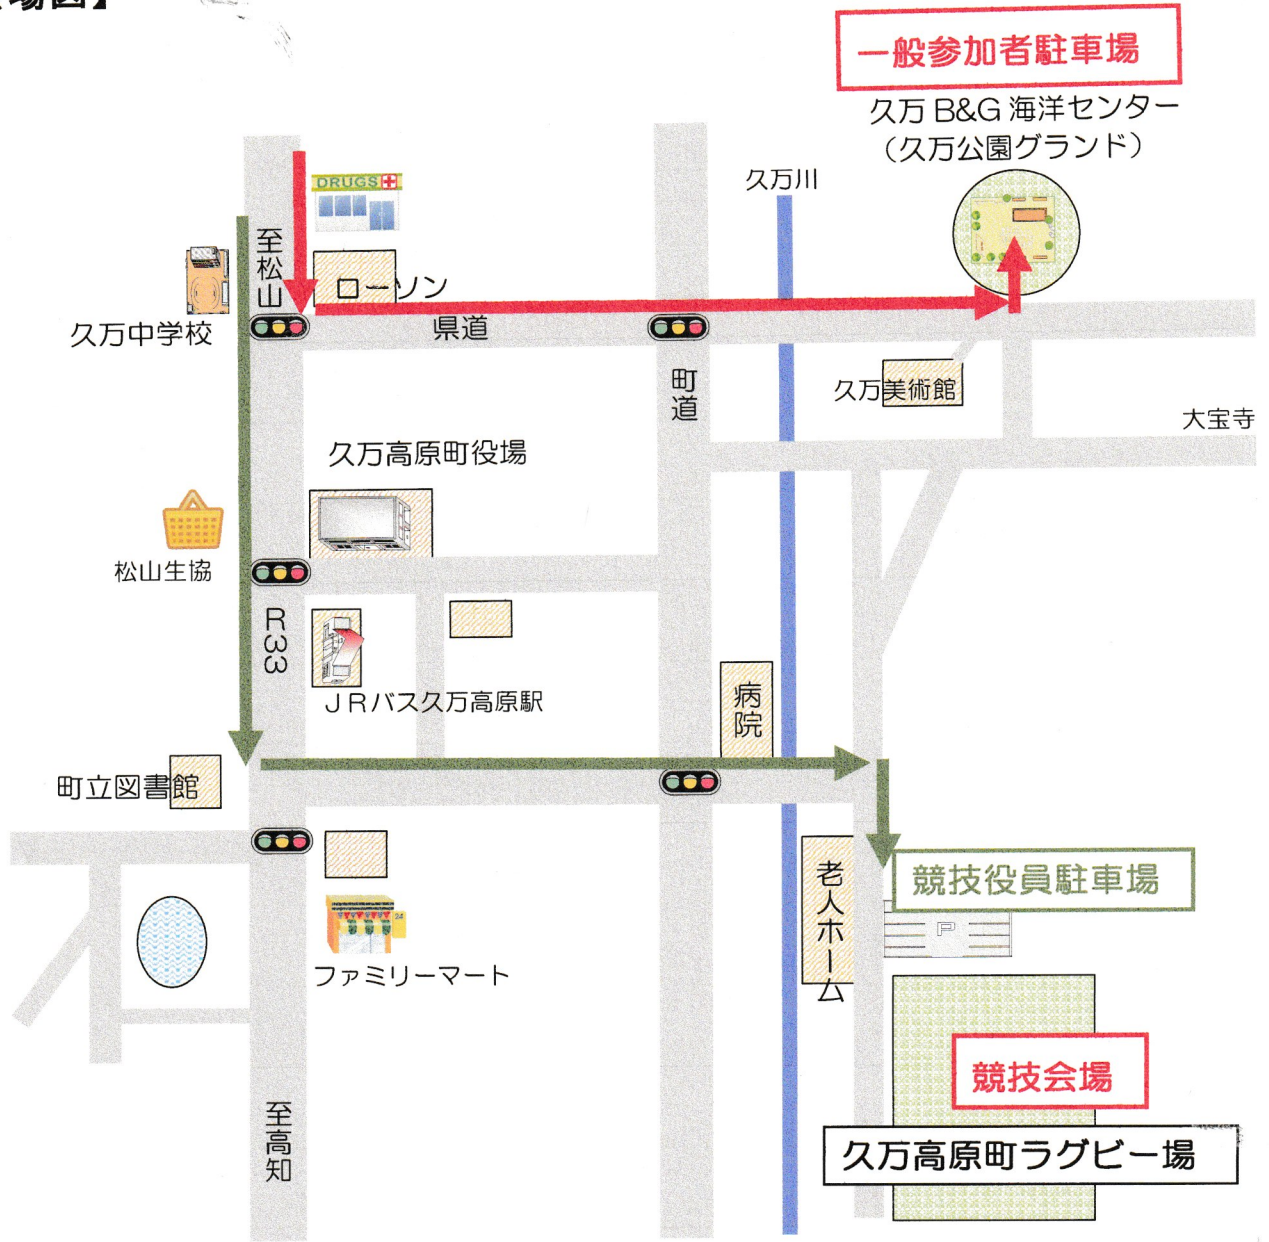 場図】
一般参加者駐車場
久万 B&G 海洋センター
（久万公園グランド）
久万川
DRUGS
至松山
ローソン
久万中学校
県道
町道
久万美術館
大宝寺
久万高原町役場
松山生協
R33
JRバス久万高原駅
病院
町立図書館
老人ホーム
競技役員駐車場
P
24
ファミリーマート
競技会場
至高知
久万高原町ラグビー場